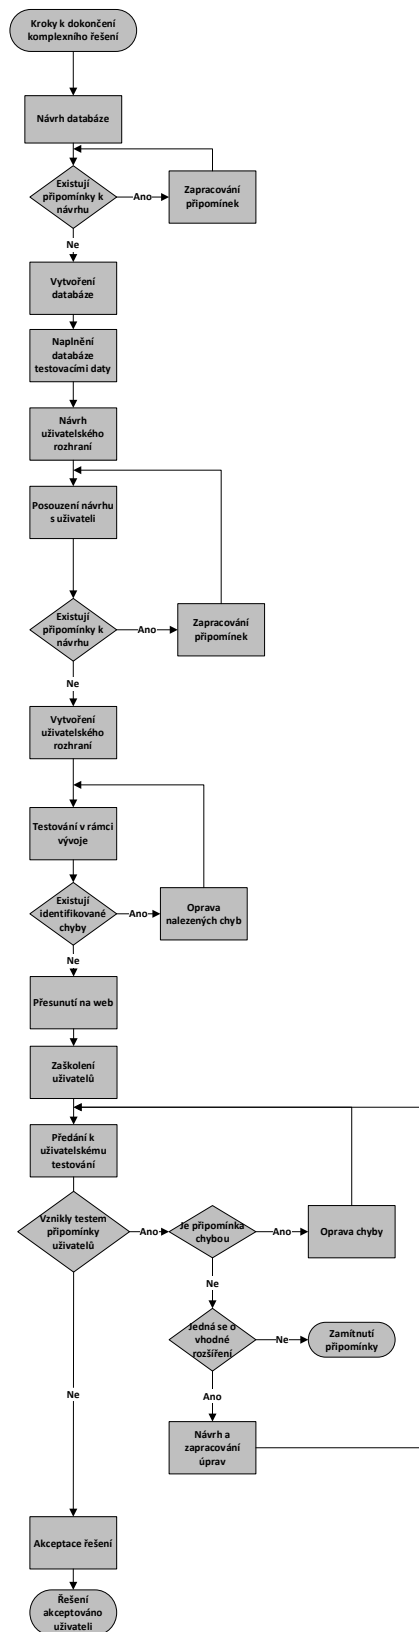 Kroky k dokončení
komplexního řešení
Návrh databáze
Existují
připomínky k
návrhu
Ano
Zapracování
připomínek
Ne
Vytvoření
databáze
Naplnění
databáze
testovacími daty
Návrh
uživatelského
rozhraní
Posouzení návrhu
s uživateli
Existují
připomínky k
návrhu
Ano
Zapracování
připomínek
Ne
Vytvoření
uživatelského
rozhraní
Testování v rámci
vývoje
Existují
identifikované
chyby
Ano
Oprava
nalezených chyb
Ne
Přesunutí na web
Zaškolení
uživatelů
Předání k
uživatelskému
testování
Vznikly testem
připomínky
uživatelů
Ano
Je připomínka
chybou
Ano
Oprava chyby
Ne
Jedná se o
vhodné
rozšíření
Ne
Zamítnutí
připomínky
Ano
Ne
Návrh a
zapracování
úprav
Akceptace řešení
Řešení
akceptováno
uživateli